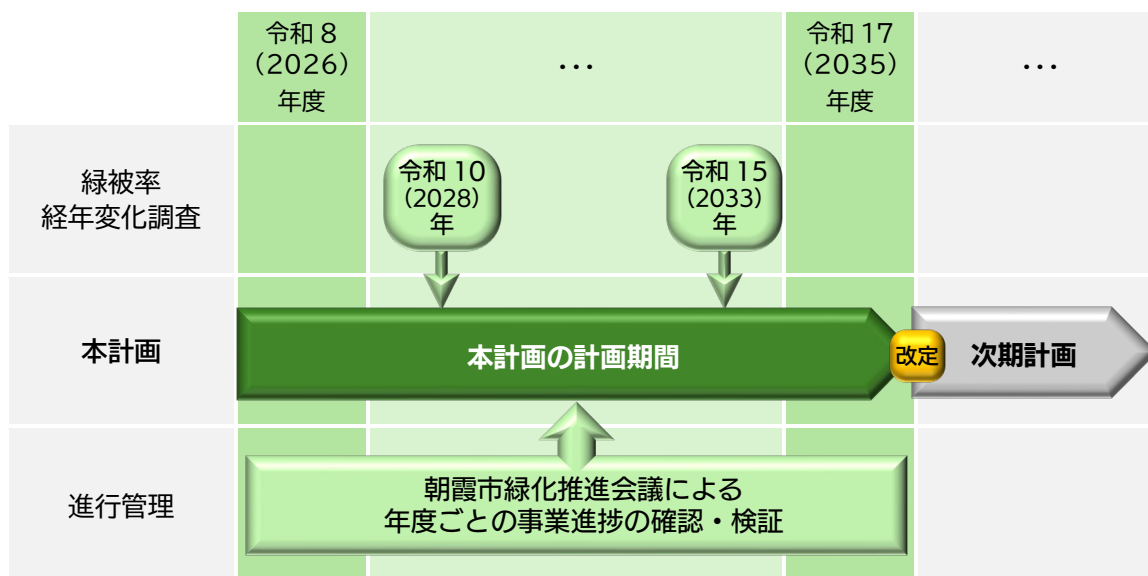 令和 8
(2026)
年度
…
令和 17
(2035)
年度
…
緑被率
経年変化調査
令和 10
(2028)
年
令和 15
(2033)
年
本計画
本計画の計画期間
改定
次期計画
進行管理
朝霞市緑化推進会議による
年度ごとの事業進捗の確認・検証